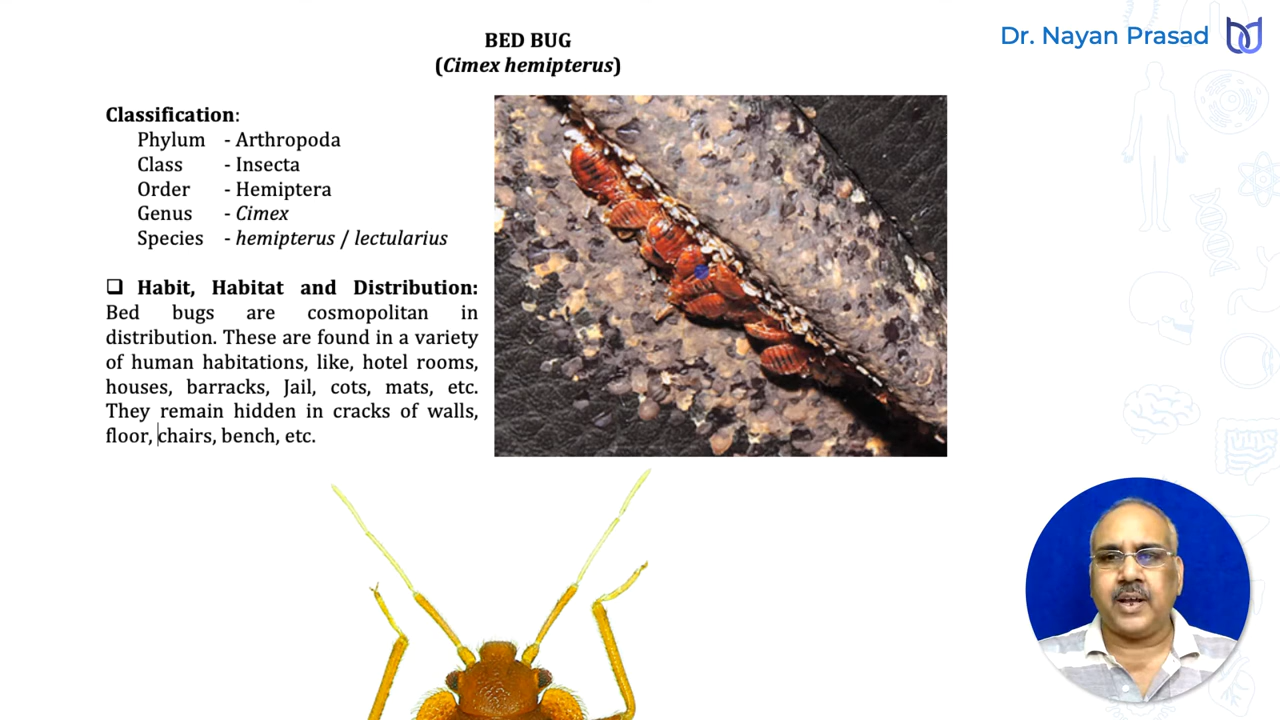 Dr. Nayan Prasad
BED BUG
(Cimex hemipterus)
Classification:
Phylum - Arthropoda
Class - Insecta
Order - Hemiptera
Genus - Cimex
Species - hemipterus / lectularius
❑ Habit, Habitat and Distribution:
Bed bugs are cosmopolitan in
distribution. These are found in a variety
of human habitations, like, hotel rooms,
houses, barracks, Jail, cots, mats, etc.
They remain hidden in cracks of walls,
floor, chairs, bench, etc.